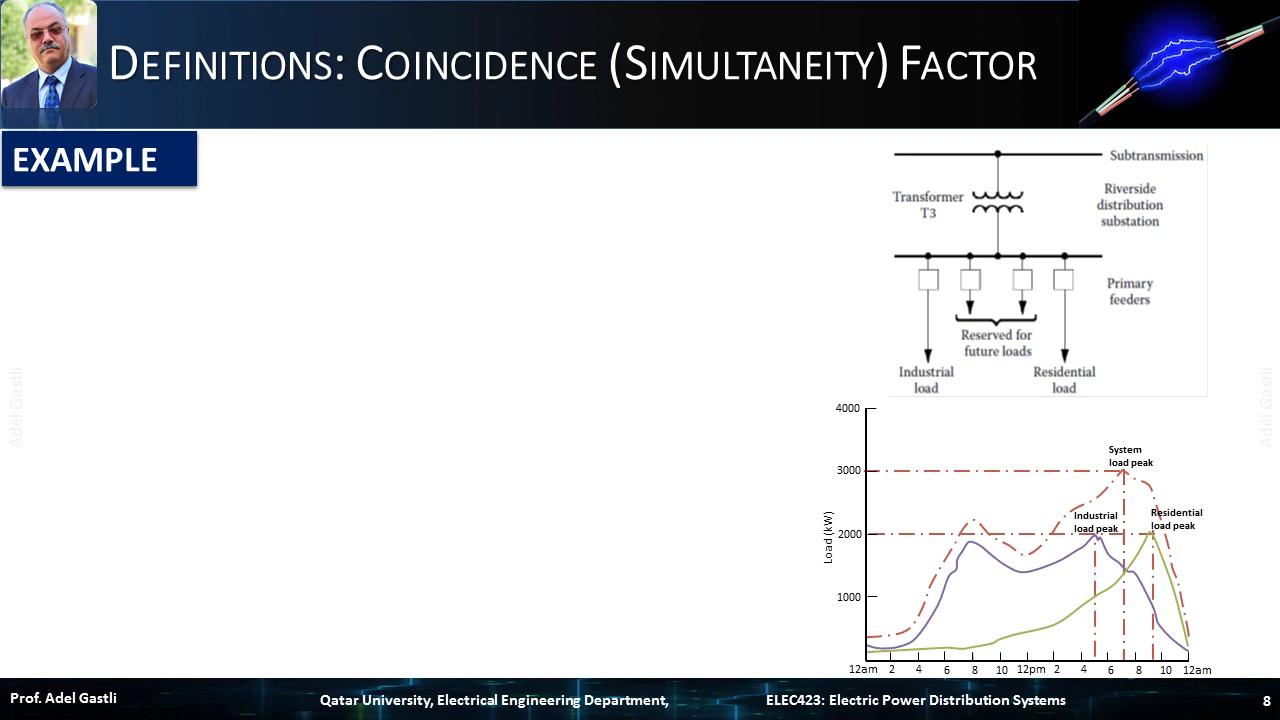 DEFINITIONS: COINCIDENCE (SIMULTANEITY) FACTOR
EXAMPLE
Subtransmission
Transformer
T3
Riverside
distribution
substation
Primary
feeders
Reserved for
future loads
Industrial
load
Residential
load
Adel Gastli
Adel Gastli
4000
3000
2000
1000
Load (kW)
System
load peak
Industrial
load peak
Residential
load peak
12am 2 4 6 8 10 12pm 2 4 6 8 10 12am
Prof. Adel Gastli
Qatar University, Electrical Engineering Department,
ELEC423: Electric Power Distribution Systems
8